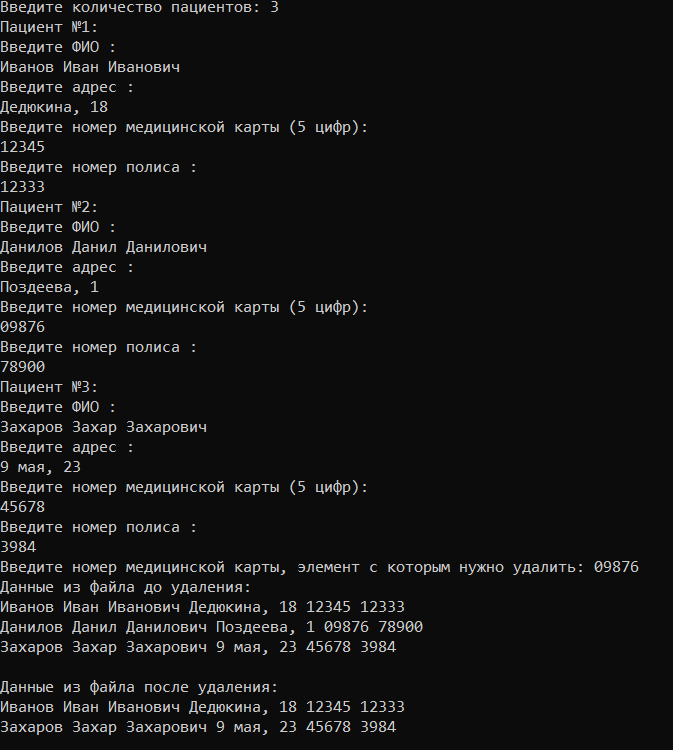 Введите количество пациентов: 3
Пациент №1:
Введите ФИО :
Иванов Иван Иванович
Введите адрес :
Дедюкина, 18
Введите номер медицинской карты (5 цифр):
12345
Введите номер полиса :
12333
Пациент №2:
Введите ФИО :
Данилов Данил Данилович
Введите адрес :
Поздеева, 1
Введите номер медицинской карты (5 цифр):
09876
Введите номер полиса :
78900
Пациент №3:
Введите ФИО :
Захаров Захар Захарович
Введите адрес :
9 мая, 23
Введите номер медицинской карты (5 цифр):
45678
Введите номер полиса :
3984
Введите номер медицинской карты, элемент с которым нужно удалить: 09876
Данные из файла до удаления:
Иванов Иван Иванович Дедюкина, 18 12345 12333
Данилов Данил Данилович Поздеева, 1 09876 78900
Захаров Захар Захарович 9 мая, 23 45678 3984
Данные из файла после удаления:
Иванов Иван Иванович Дедюкина, 18 12345 12333
Захаров Захар Захарович 9 мая, 23 45678 3984